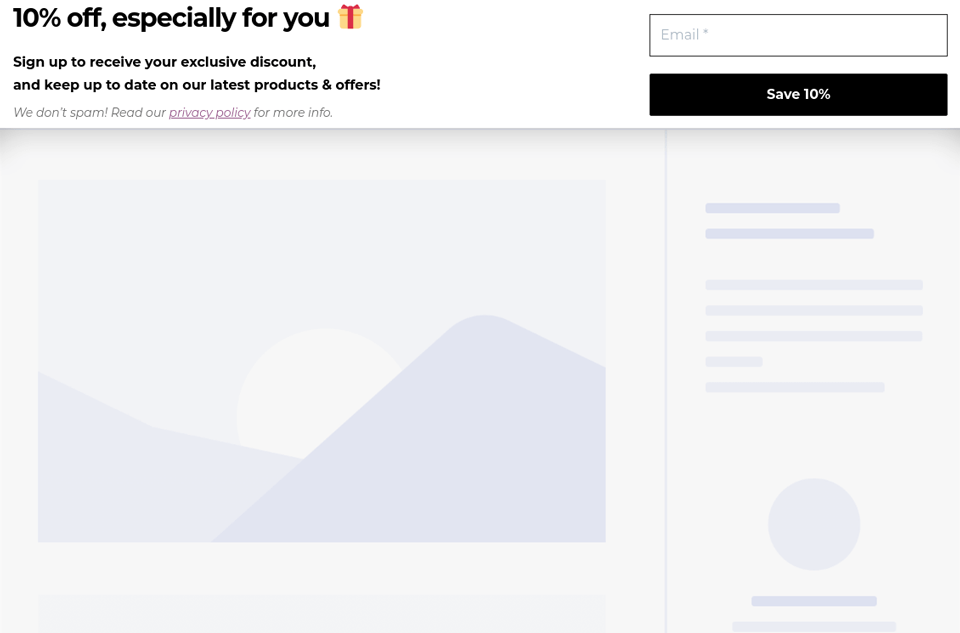 10% off, especially for you 🎁
Sign up to receive your exclusive discount,
and keep up to date on our latest products & offers!
We don't spam! Read our privacy policy for more info.
Email *
Save 10%